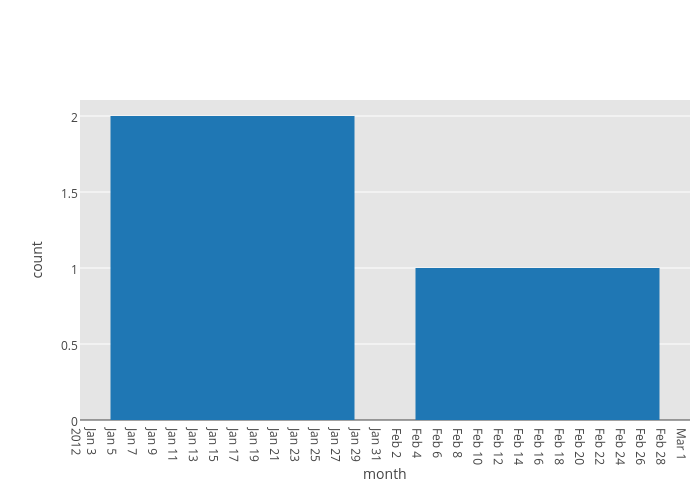 2
1.5
1
0.5
0
count
2012
Jan 3
Jan 5
Jan 7
Jan 9
Jan 11
Jan 13
Jan 15
Jan 17
Jan 19
Jan 21
Jan 23
Jan 25
Jan 27
Jan 29
Jan 31
Feb 2
Feb 4
Feb 6
Feb 8
Feb 10
Feb 12
Feb 14
Feb 16
Feb 18
Feb 20
Feb 22
Feb 24
Feb 26
Feb 28
Mar 1
month